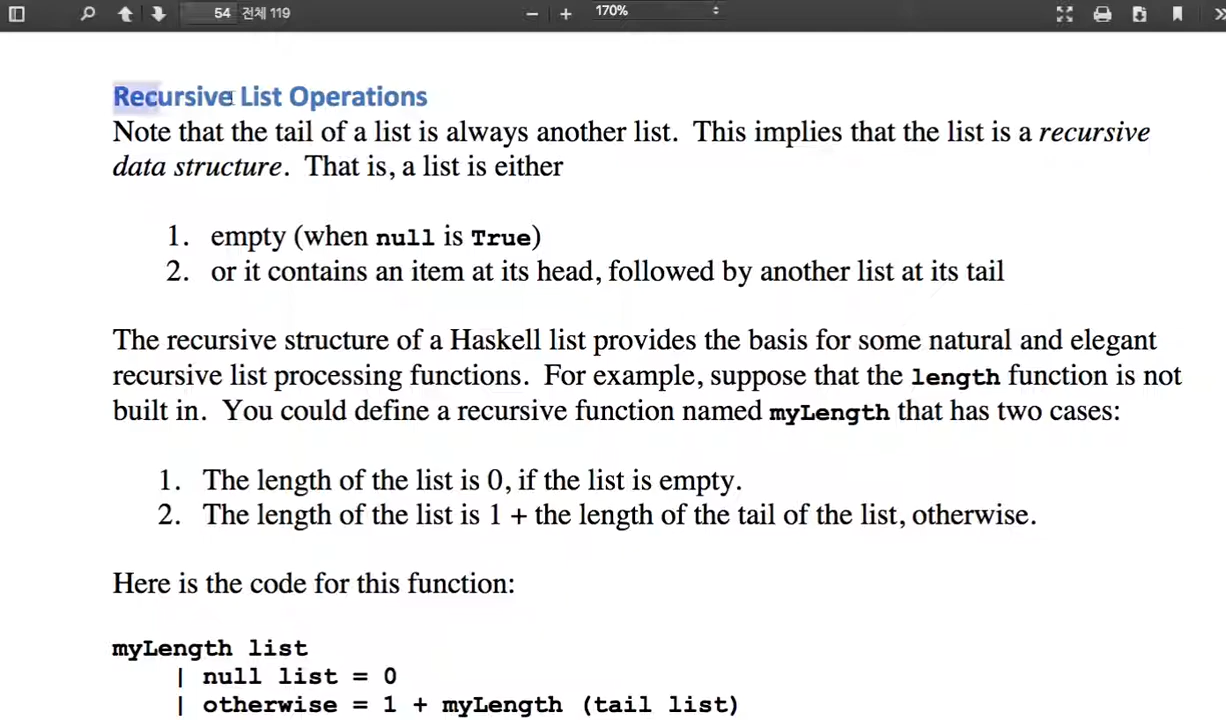 54 전체 119
170%
Recursive List Operations
Note that the tail of a list is always another list. This implies that the list is a recursive
data structure. That is, a list is either
1. empty (when null is True)
2. or it contains an item at its head, followed by another list at its tail
The recursive structure of a Haskell list provides the basis for some natural and elegant
recursive list processing functions. For example, suppose that the length function is not
built in. You could define a recursive function named myLength that has two cases:
1. The length of the list is 0, if the list is empty.
2. The length of the list is 1 + the length of the tail of the list, otherwise.
Here is the code for this function:
myLength list
| null list = 0
| otherwise = 1 + myLength (tail list)